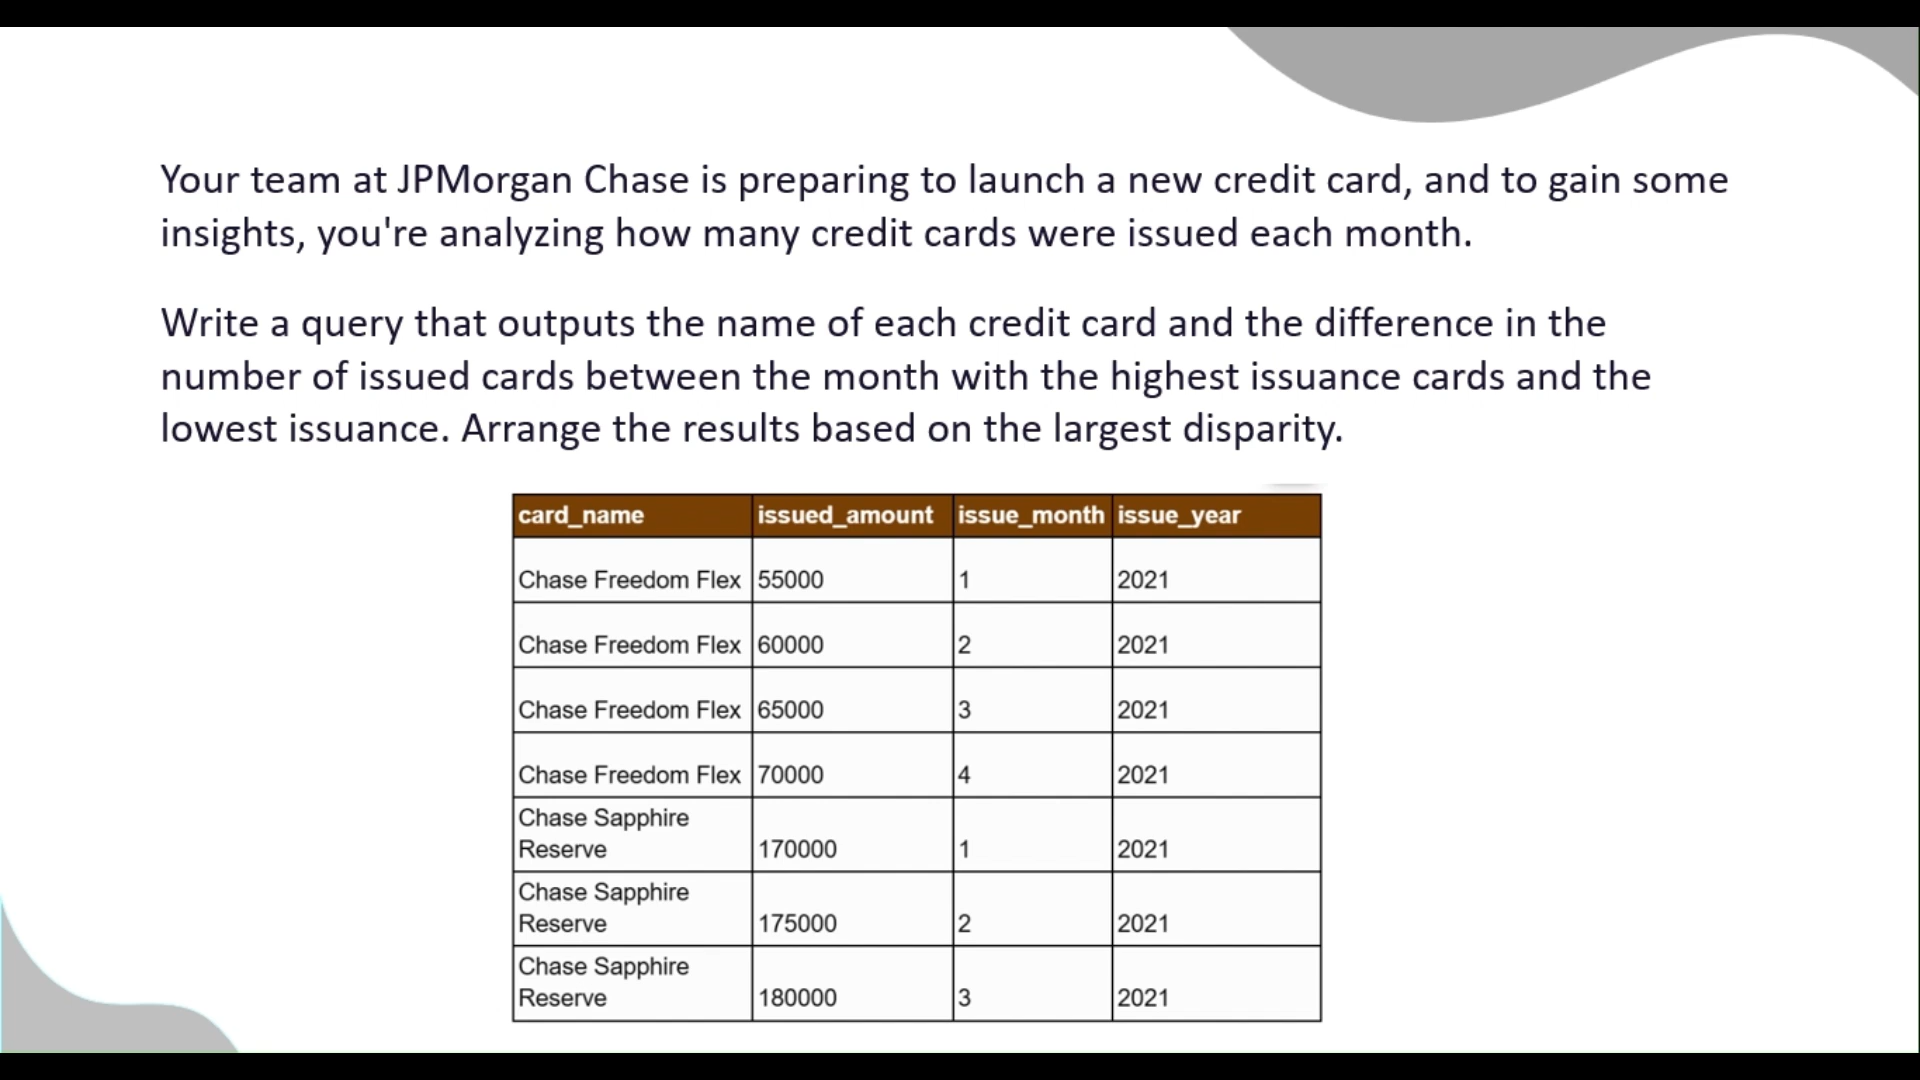 Your team at JPMorgan Chase is preparing to launch a new credit card, and to gain some
insights, you're analyzing how many credit cards were issued each month.
Write a query that outputs the name of each credit card and the difference in the
number of issued cards between the month with the highest issuance cards and the
lowest issuance. Arrange the results based on the largest disparity.
card_name issued_amount issue_month issue_year
Chase Freedom Flex 55000 1 2021
Chase Freedom Flex 60000 2 2021
Chase Freedom Flex 65000 3 2021
Chase Freedom Flex 70000 4 2021
Chase Sapphire
Reserve 170000 1 2021
Chase Sapphire
Reserve 175000 2 2021
Chase Sapphire
Reserve 180000 3 2021